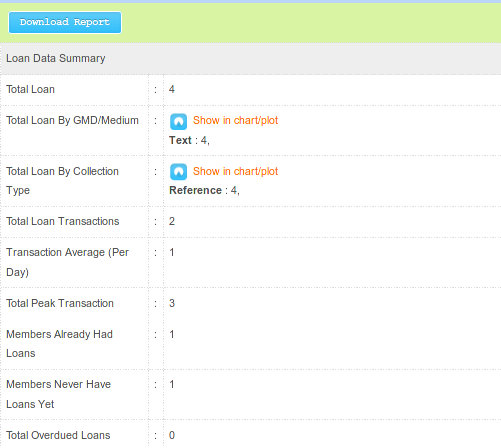 Download Report
Loan Data Summary
Total Loan : 4
Total Loan By GMD/Medium : Show in chart/plot
Text : 4,
Total Loan By Collection : Show in chart/plot
Type Reference : 4,
Total Loan Transactions : 2
Transaction Average (Per : 1
Day)
Total Peak Transaction : 3
Members Already Had : 1
Loans
Members Never Have : 1
Loans Yet
Total Overdued Loans : 0